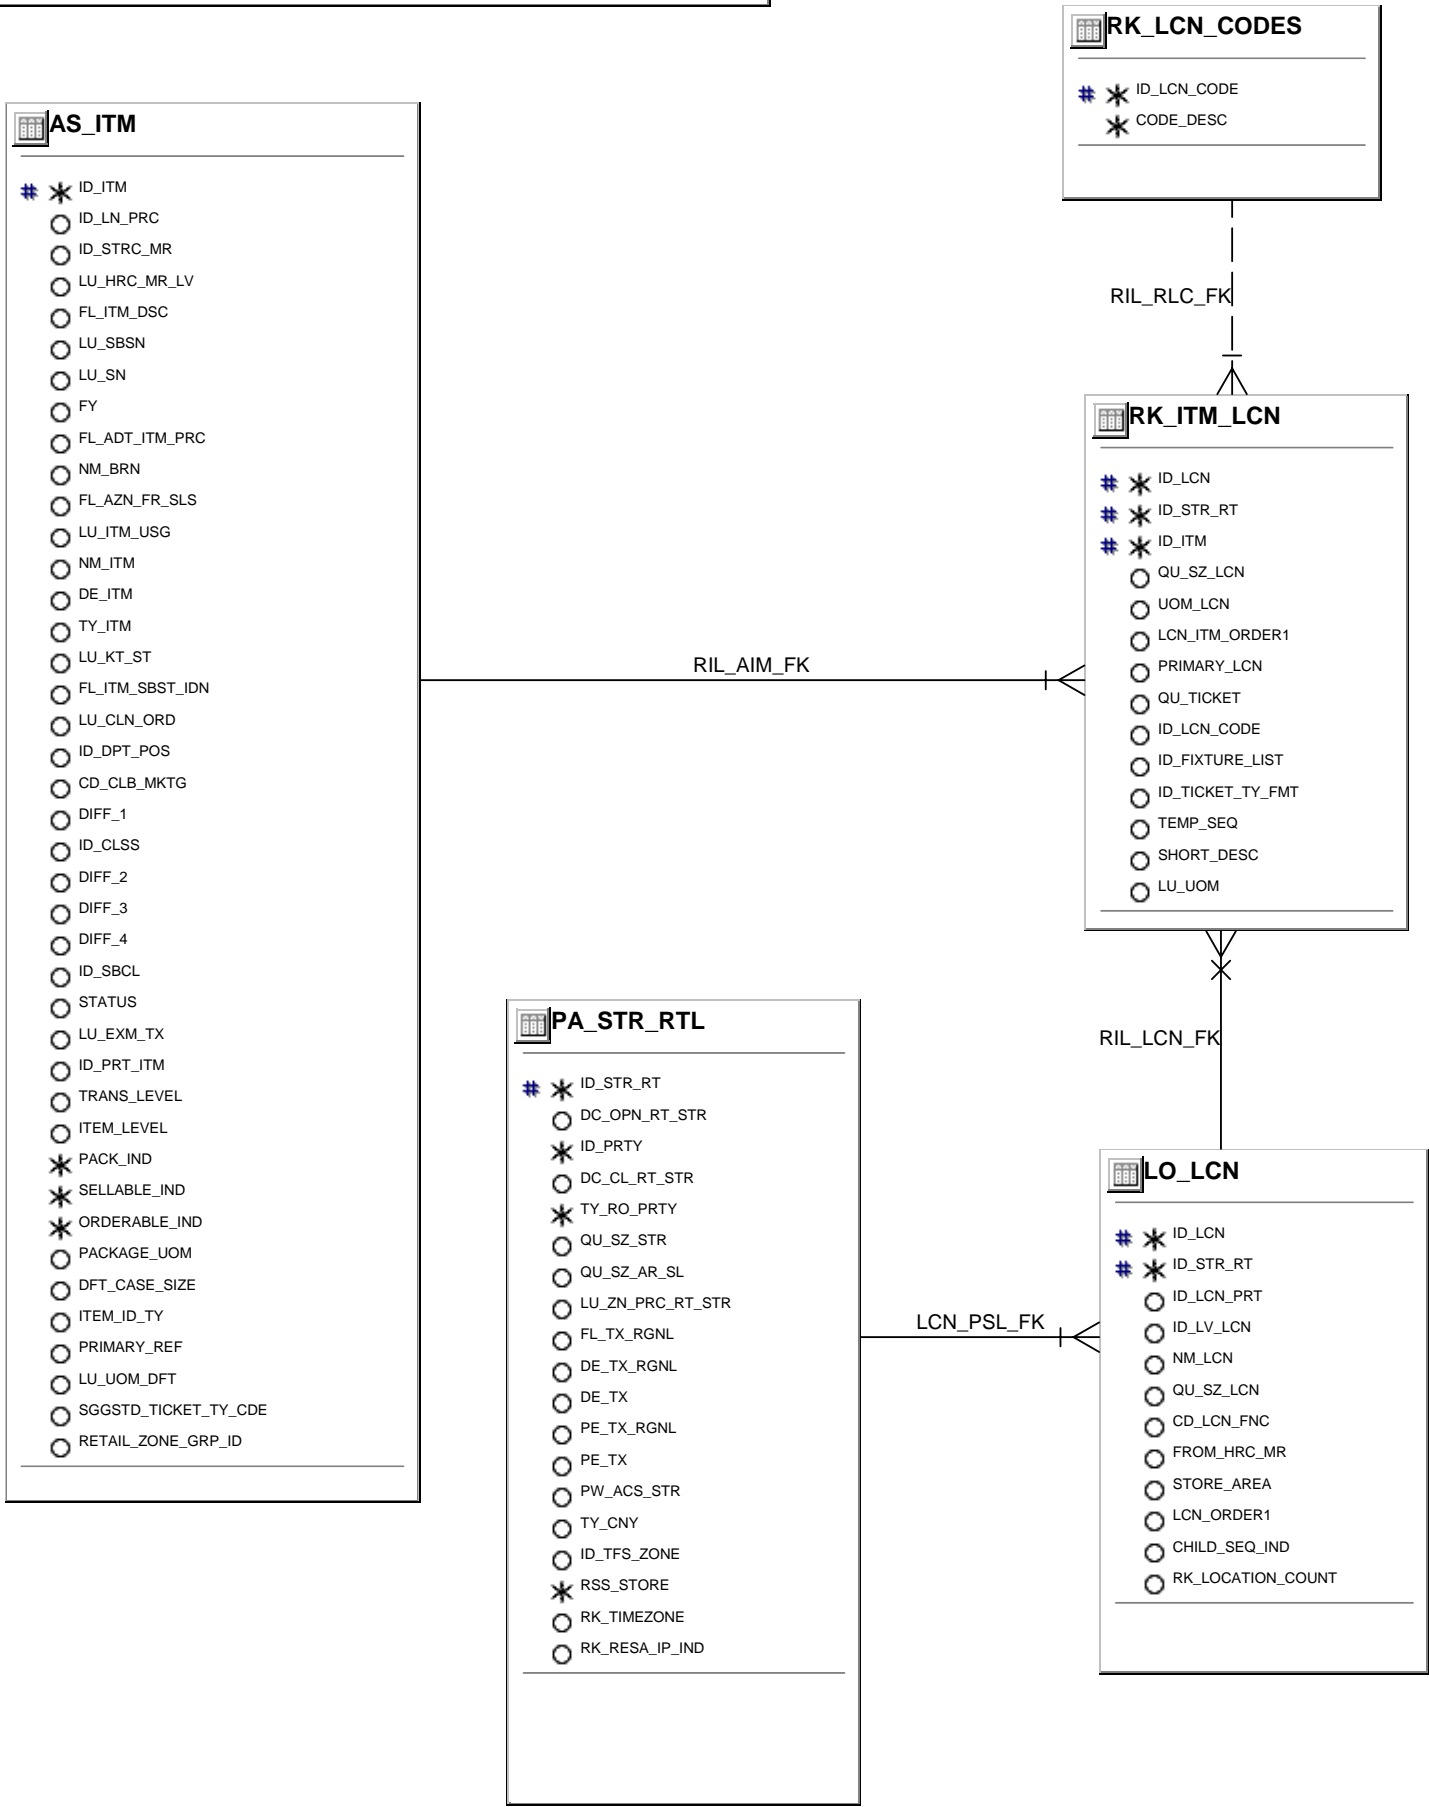 RK_LCN_CODES
# * ID_LCN_CODE
* CODE_DESC
AS_ITM
# * ID_ITM
ID_LN_PRC
ID_STRC_MR
LU_HRC_MR_LV
FL_ITM_DSC
LU_SBSN
LU_SN
FY
FL_ADT_ITM_PRC
NM_BRN
FL_AZN_FR_SLS
LU_ITM_USG
NM_ITM
DE_ITM
TY_ITM
LU_KT_ST
FL_ITM_SBST_IDN
LU_CLN_ORD
ID_DPT_POS
CD_CLB_MKTG
DIFF_1
ID_CLSS
DIFF_2
DIFF_3
DIFF_4
ID_SBCL
STATUS
LU_EXM_TX
ID_PRT_ITM
TRANS_LEVEL
ITEM_LEVEL
* PACK_IND
* SELLABLE_IND
* ORDERABLE_IND
PACKAGE_UOM
DFT_CASE_SIZE
ITEM_ID_TY
PRIMARY_REF
LU_UOM_DFT
SGGSTD_TICKET_TY_CDE
RETAIL_ZONE_GRP_ID
RIL_RLC_FK
RIL_AIM_FK
RK_ITM_LCN
# * ID_LCN
# * ID_STR_RT
# * ID_ITM
QU_SZ_LCN
UOM_LCN
LCN_ITM_ORDER1
PRIMARY_LCN
QU_TICKET
ID_LCN_CODE
ID_FIXTURE_LIST
ID_TICKET_TY_FMT
TEMP_SEQ
SHORT_DESC
LU_UOM
RIL_LCN_FK
PA_STR_RTL
# * ID_STR_RT
DC_OPN_RT_STR
* ID_PRTY
DC_CL_RT_STR
* TY_RO_PRTY
QU_SZ_STR
QU_SZ_AR_SL
LU_ZN_PRC_RT_STR
FL_TX_RGNL
DE_TX_RGNL
DE_TX
PE_TX_RGNL
PE_TX
PW_ACS_STR
TY_CNY
ID_TFS_ZONE
* RSS_STORE
RK_TIMEZONE
RK_RESA_IP_IND
LCN_PSL_FK
LO_LCN
# * ID_LCN
# * ID_STR_RT
ID_LCN_PRT
ID_LV_LCN
NM_LCN
QU_SZ_LCN
CD_LCN_FNC
FROM_HRC_MR
STORE_AREA
LCN_ORDER1
CHILD_SEQ_IND
RK_LOCATION_COUNT